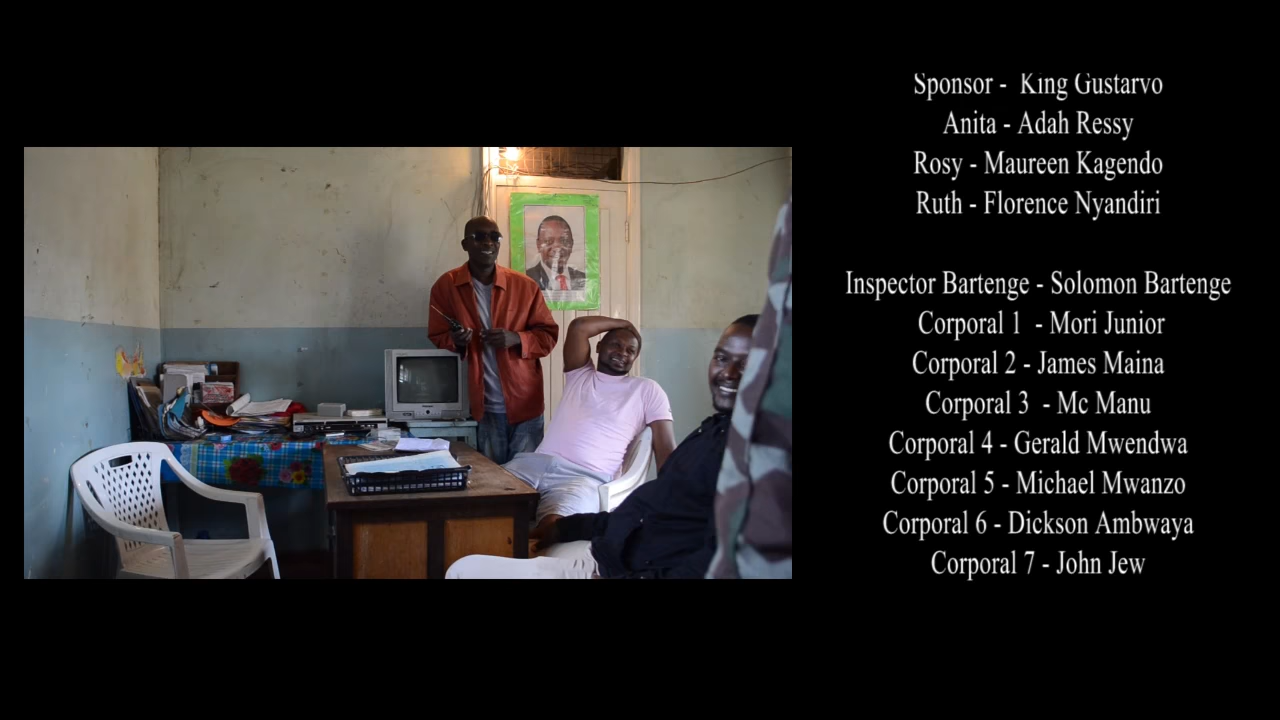 Sponsor - King Gustarvo
Anita - Adah Ressy
Rosy - Maureen Kagendo
Ruth - Florence Nyandiri
Inspector Bartenge - Solomon Bartenge
Corporal 1 - Mori Junior
Corporal 2 - James Maina
Corporal 3 - Mc Manu
Corporal 4 - Gerald Mwendwa
Corporal 5 - Michael Mwanzo
Corporal 6 - Dickson Ambwaya
Corporal 7 - John Jew